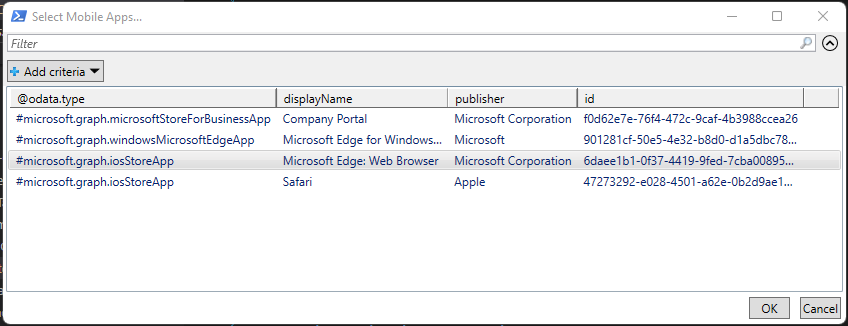 Select Mobile Apps...
Filter
Add criteria
@odata.type displayName publisher id
#microsoft.graph.microsoftStoreForBusinessApp Company Portal Microsoft Corporation f0d62e7e-76f4-472c-9caf-4b3988ccea26
#microsoft.graph.windowsMicrosoftEdgeApp Microsoft Edge for Windows... Microsoft 901281cf-50e5-4e32-b8d0-d1a5dbc78...
#microsoft.graph.iosStoreApp Microsoft Edge: Web Browser Microsoft Corporation 6daee1b1-0f37-4419-9fed-7cba00895...
#microsoft.graph.iosStoreApp Safari Apple 47273292-e028-4501-a62e-0b2d9ae1...
OK Cancel